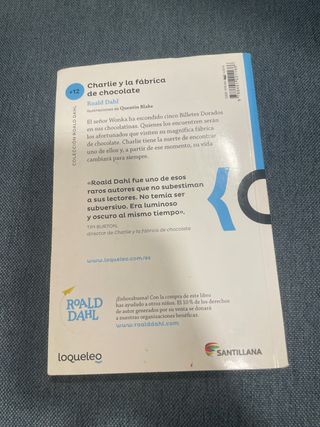 +12
COLECCIÓN ROALD DAHL
Charlie y la fábrica
de chocolate
Roald Dahl
Ilustraciones de Quentin Blake
El señor Wonka ha escondido cinco Billetes Dorados
en sus chocolatinas. Quienes los encuentren serán
los afortunados que visiten su magnífica fábrica
de chocolate. Charlie tiene la suerte de encontrar
uno de ellos y, a partir de ese momento, su vida
cambiará para siempre.
«Roald Dahl fue uno de esos
raros autores que no subestiman
a sus lectores. No temía ser
subversivo. Era luminoso
y oscuro al mismo tiempo».
TIM BURTON,
director de Charlie y la fábrica de chocolate
www.loqueleo.com/es
ROALD
DAHL
¡Enhorabuena! Con la compra de este libro
has ayudado a otros niños. El 10 % de los derechos
de autor generados por su venta se donará
a nuestras organizaciones benéficas.
www.roalddahl.com
loqueleo
SANTILLANA